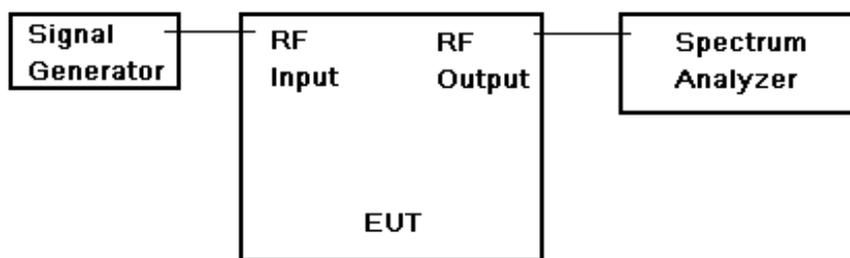 Signal
Generator
RF
Input
RF
Output
Spectrum
Analyzer
EUT